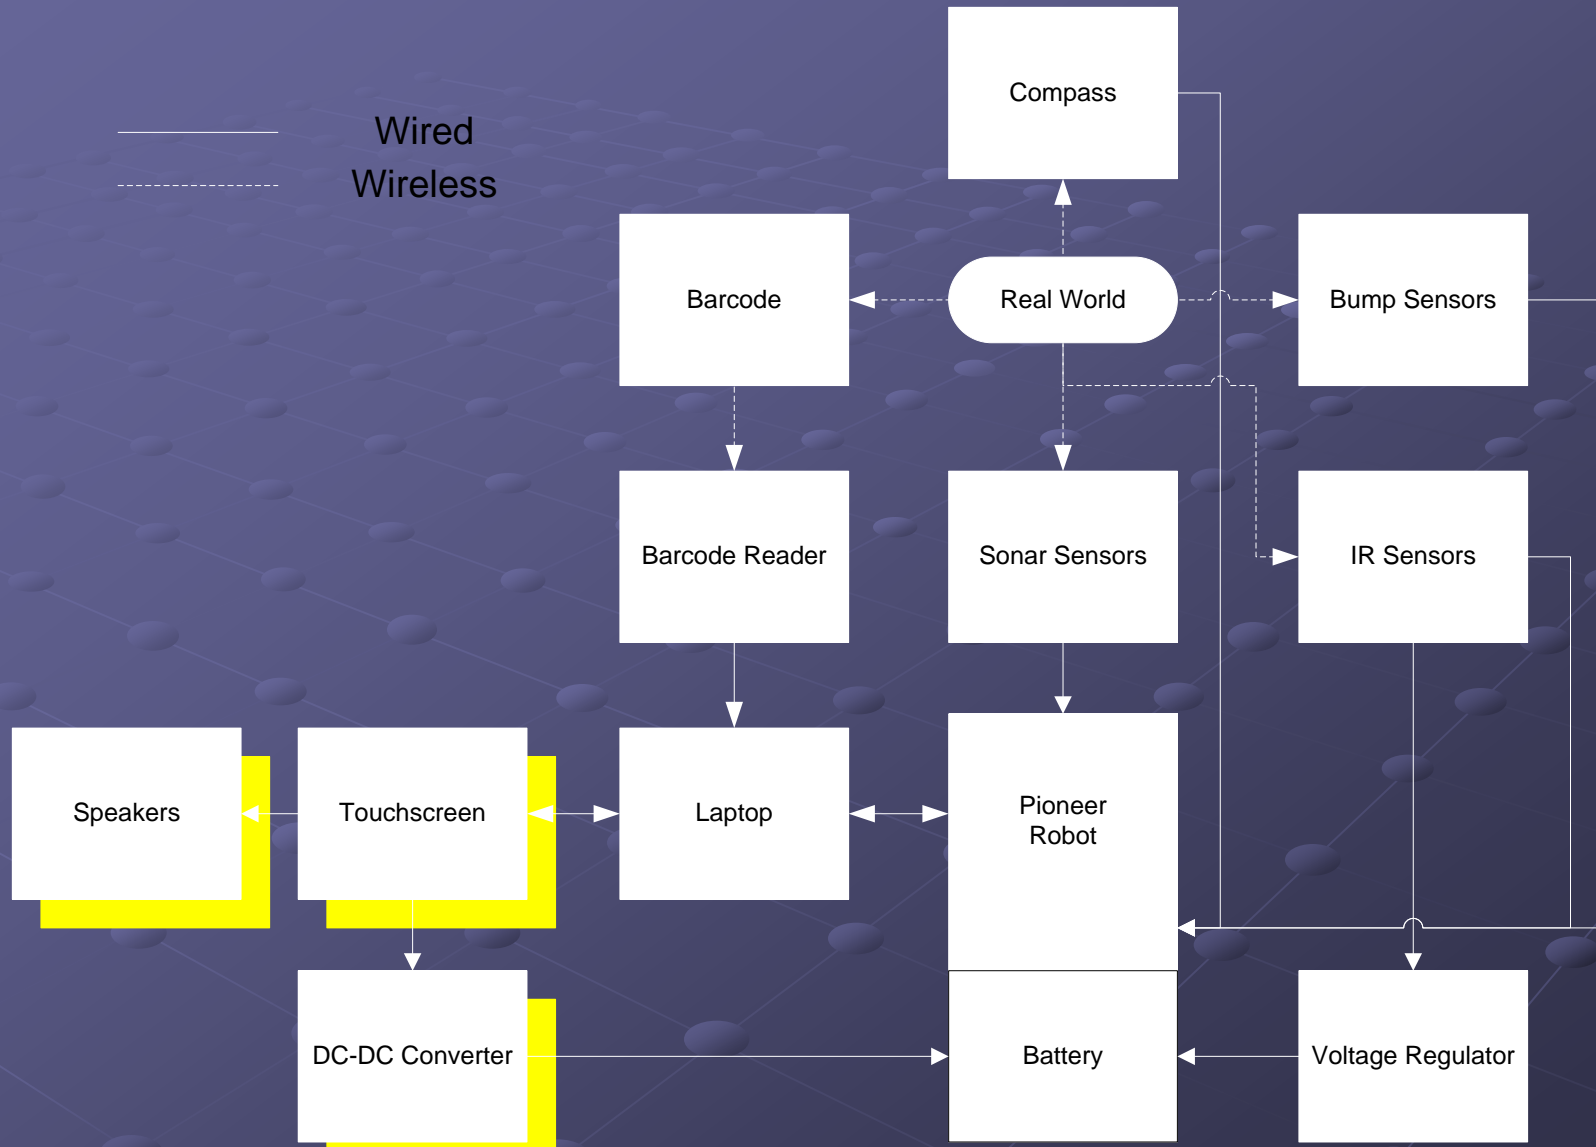 Compass
Wired
Wireless
Barcode
Real World
Bump Sensors
Barcode Reader
Sonar Sensors
IR Sensors
Speakers
Touchscreen
Laptop
Pioneer
Robot
DC-DC Converter
Battery
Voltage Regulator